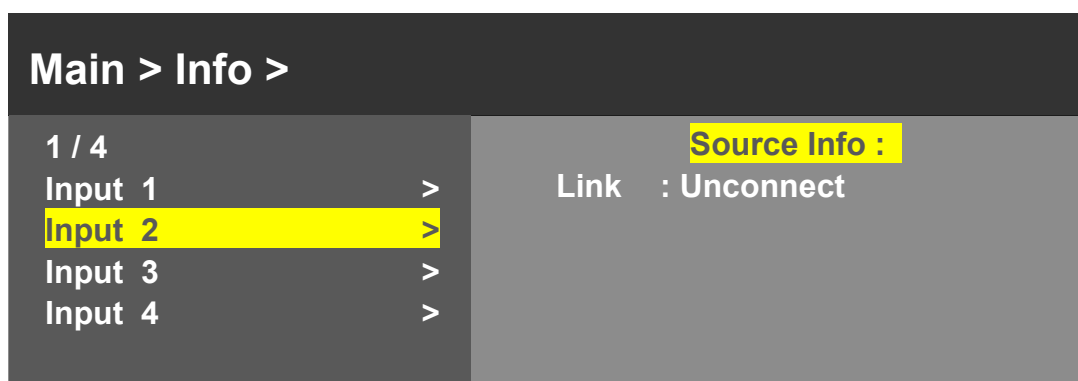 Main > Info >
1 / 4
Input 1 >
Input 2 >
Input 3 >
Input 4 >
Source Info :
Link : Unconnect